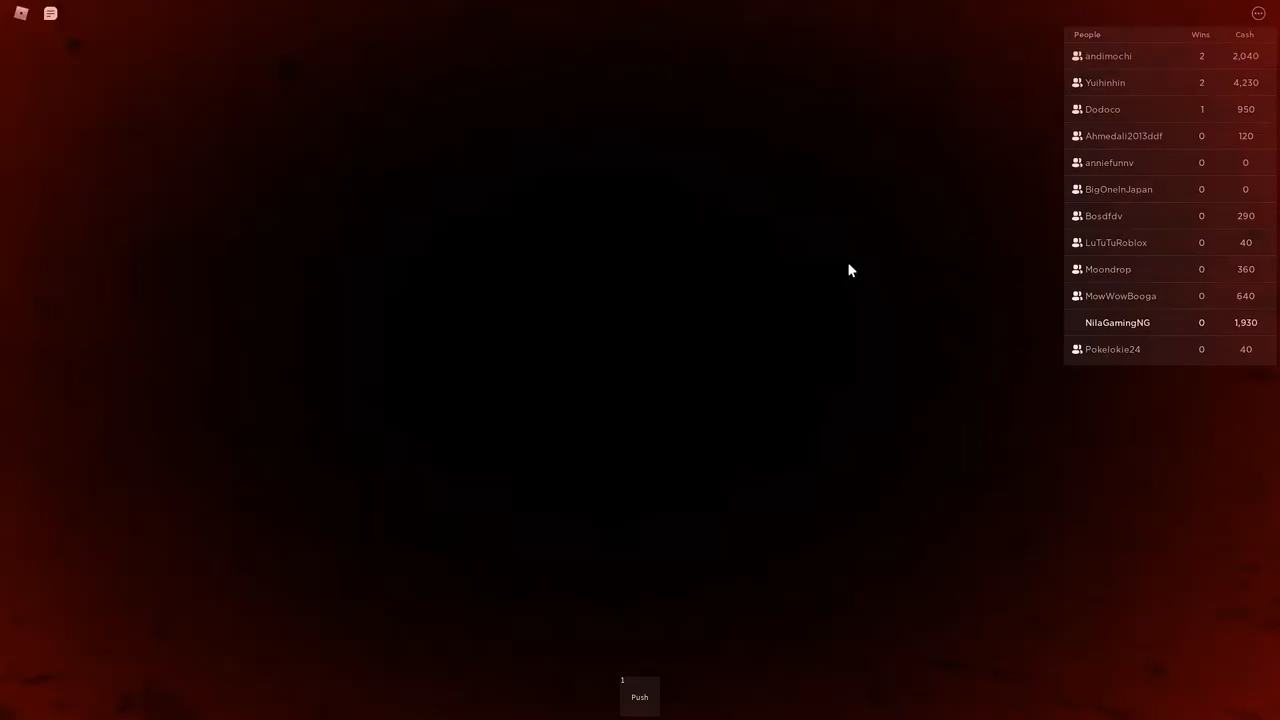 People Wins Cash
andimochi 2 2,040
Yuihinhin 2 4,230
Dodoco 1 950
Ahmedali2013ddf 0 120
anniefunnv 0 0
BigOneInJapan 0 0
Bosdfdv 0 290
LuTuTuRoblox 0 40
Moondrop 0 360
MowWowBooga 0 640
NilaGamingNG 0 1,930
Pokelokie24 0 40
1
Push